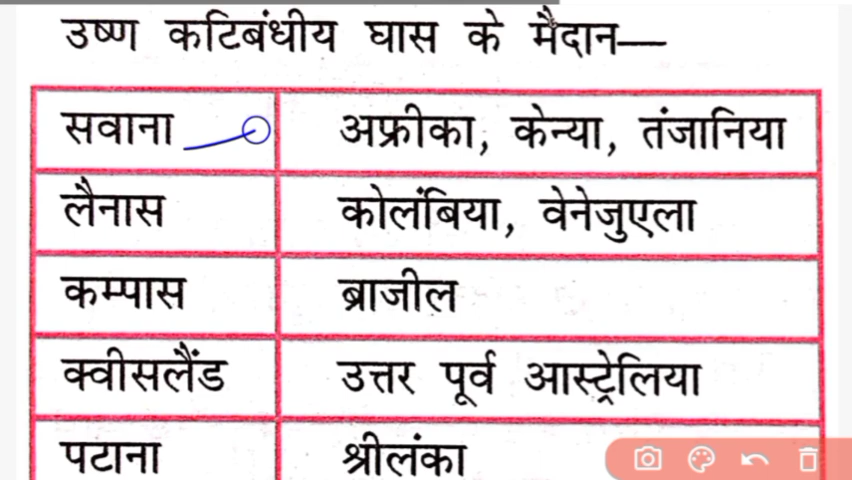 उष्ण कटिबंधीय घास के मैदान—
सवाना अफ्रीका, केन्या, तंजानिया
लैनास कोलंबिया, वेनेजुएला
कम्पास ब्राजील
क्वीसलैंड उत्तर पूर्व आस्ट्रेलिया
पटाना श्रीलंका